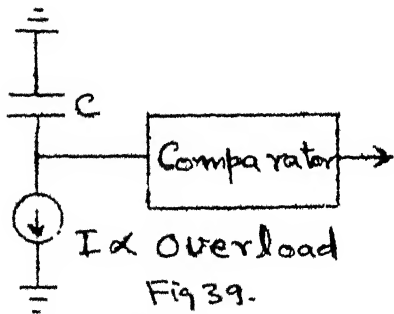 C
Comparator
I α Overload
Fig 39.